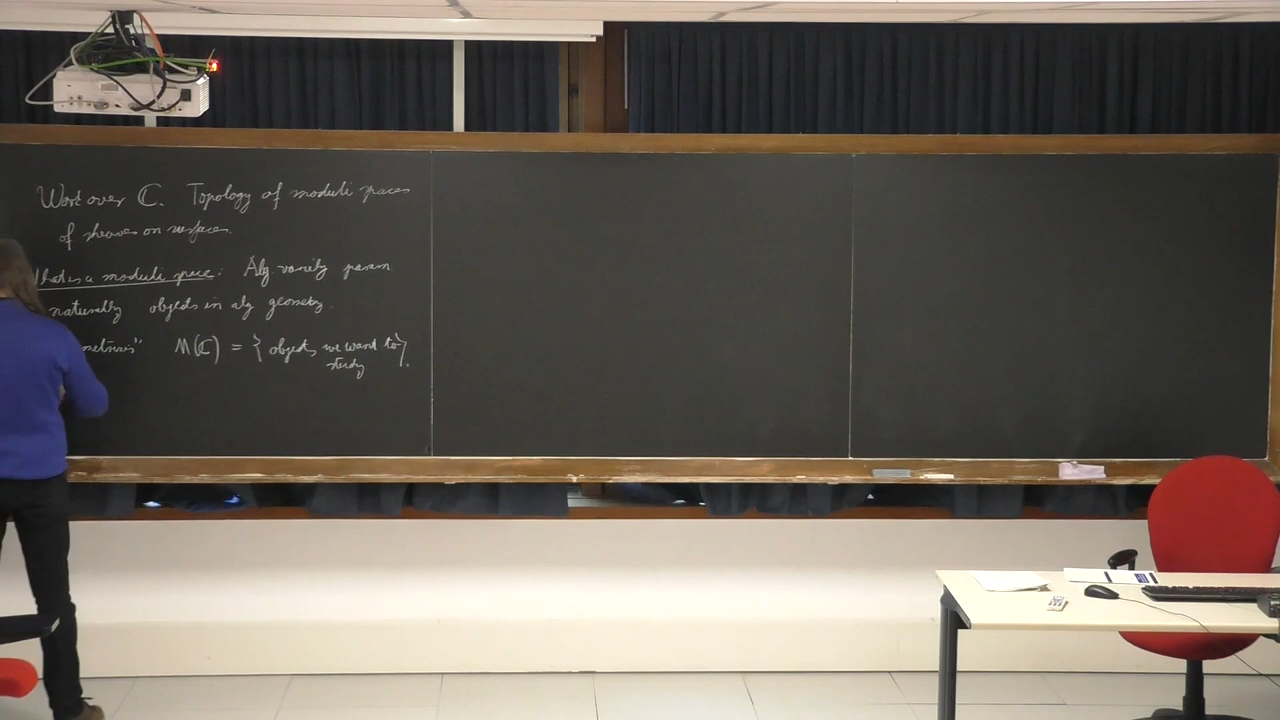 Work over ℂ. Topology of moduli spaces
of sheaves on surfaces.
What is a moduli space: Alg. variety param.
naturally objects in alg geometry.
metrizes" M(ℂ) = { objects we want to
study }.